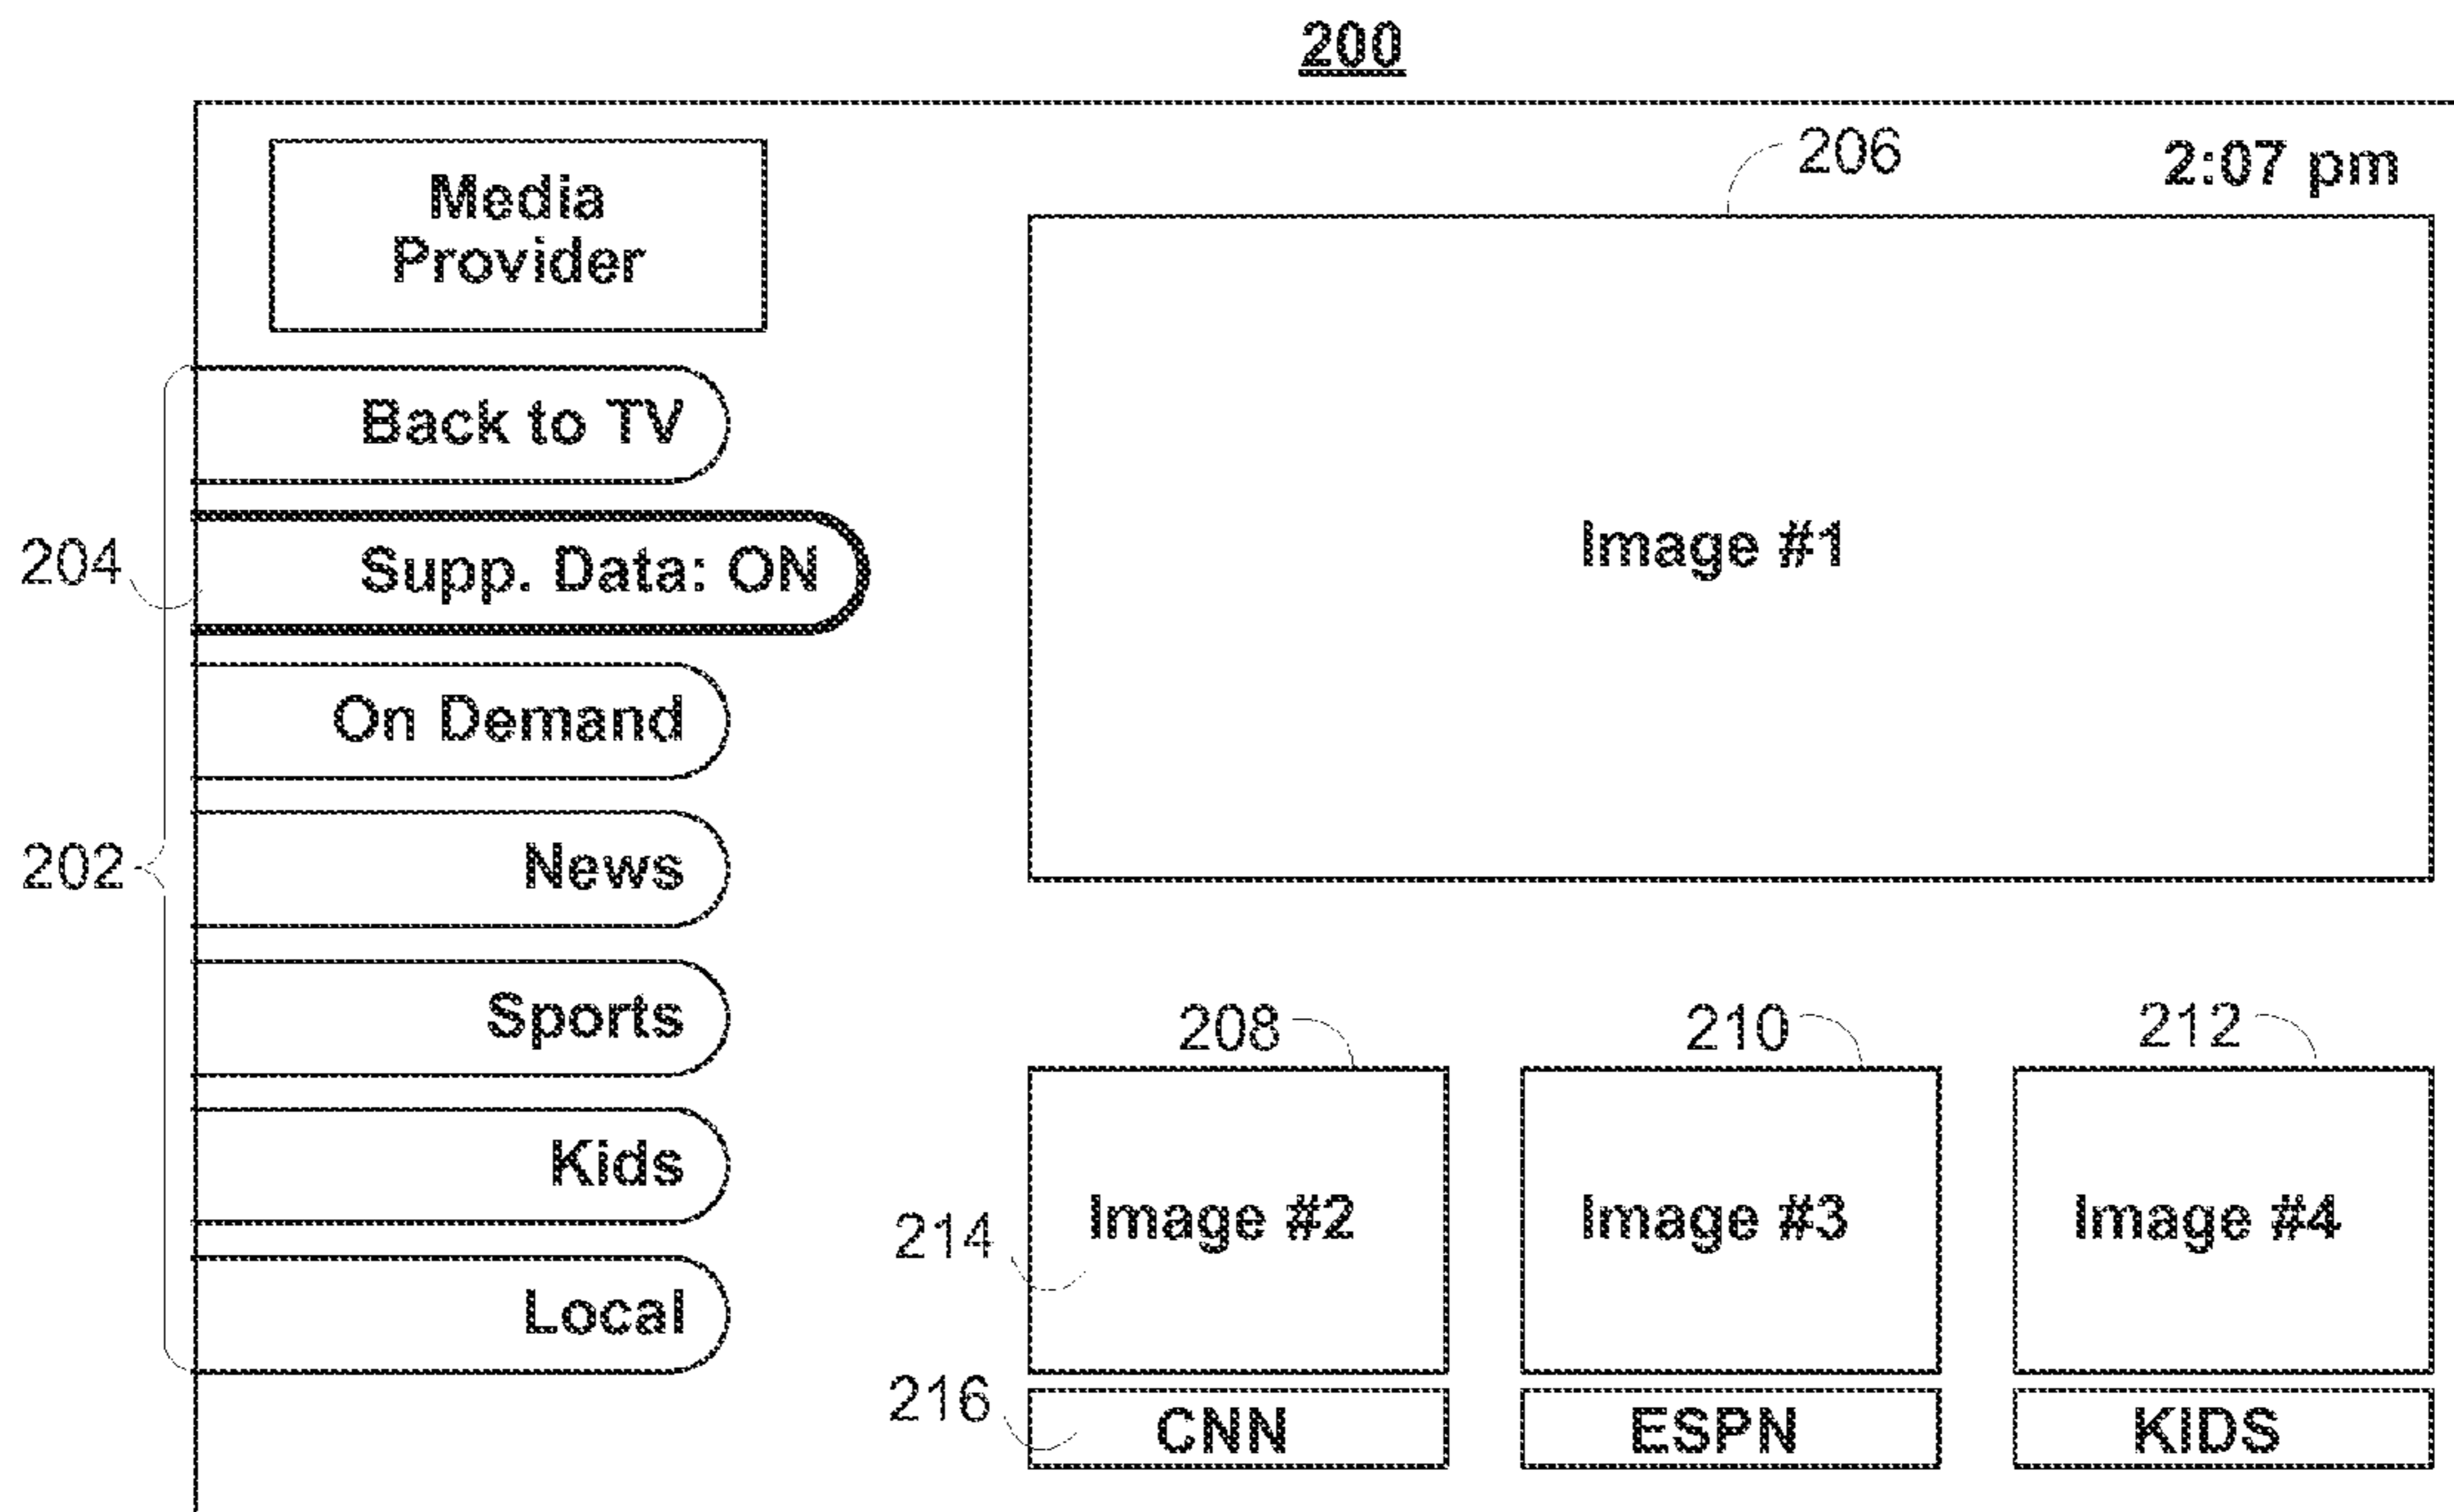 200
Media
Provider
206
2:07 pm
Back to TV
204
Supp. Data: ON
Image #1
On Demand
202
News
Sports
Kids
Local
208
210
212
Image #2
Image #3
Image #4
214
216
CNN
ESPN
KIDS